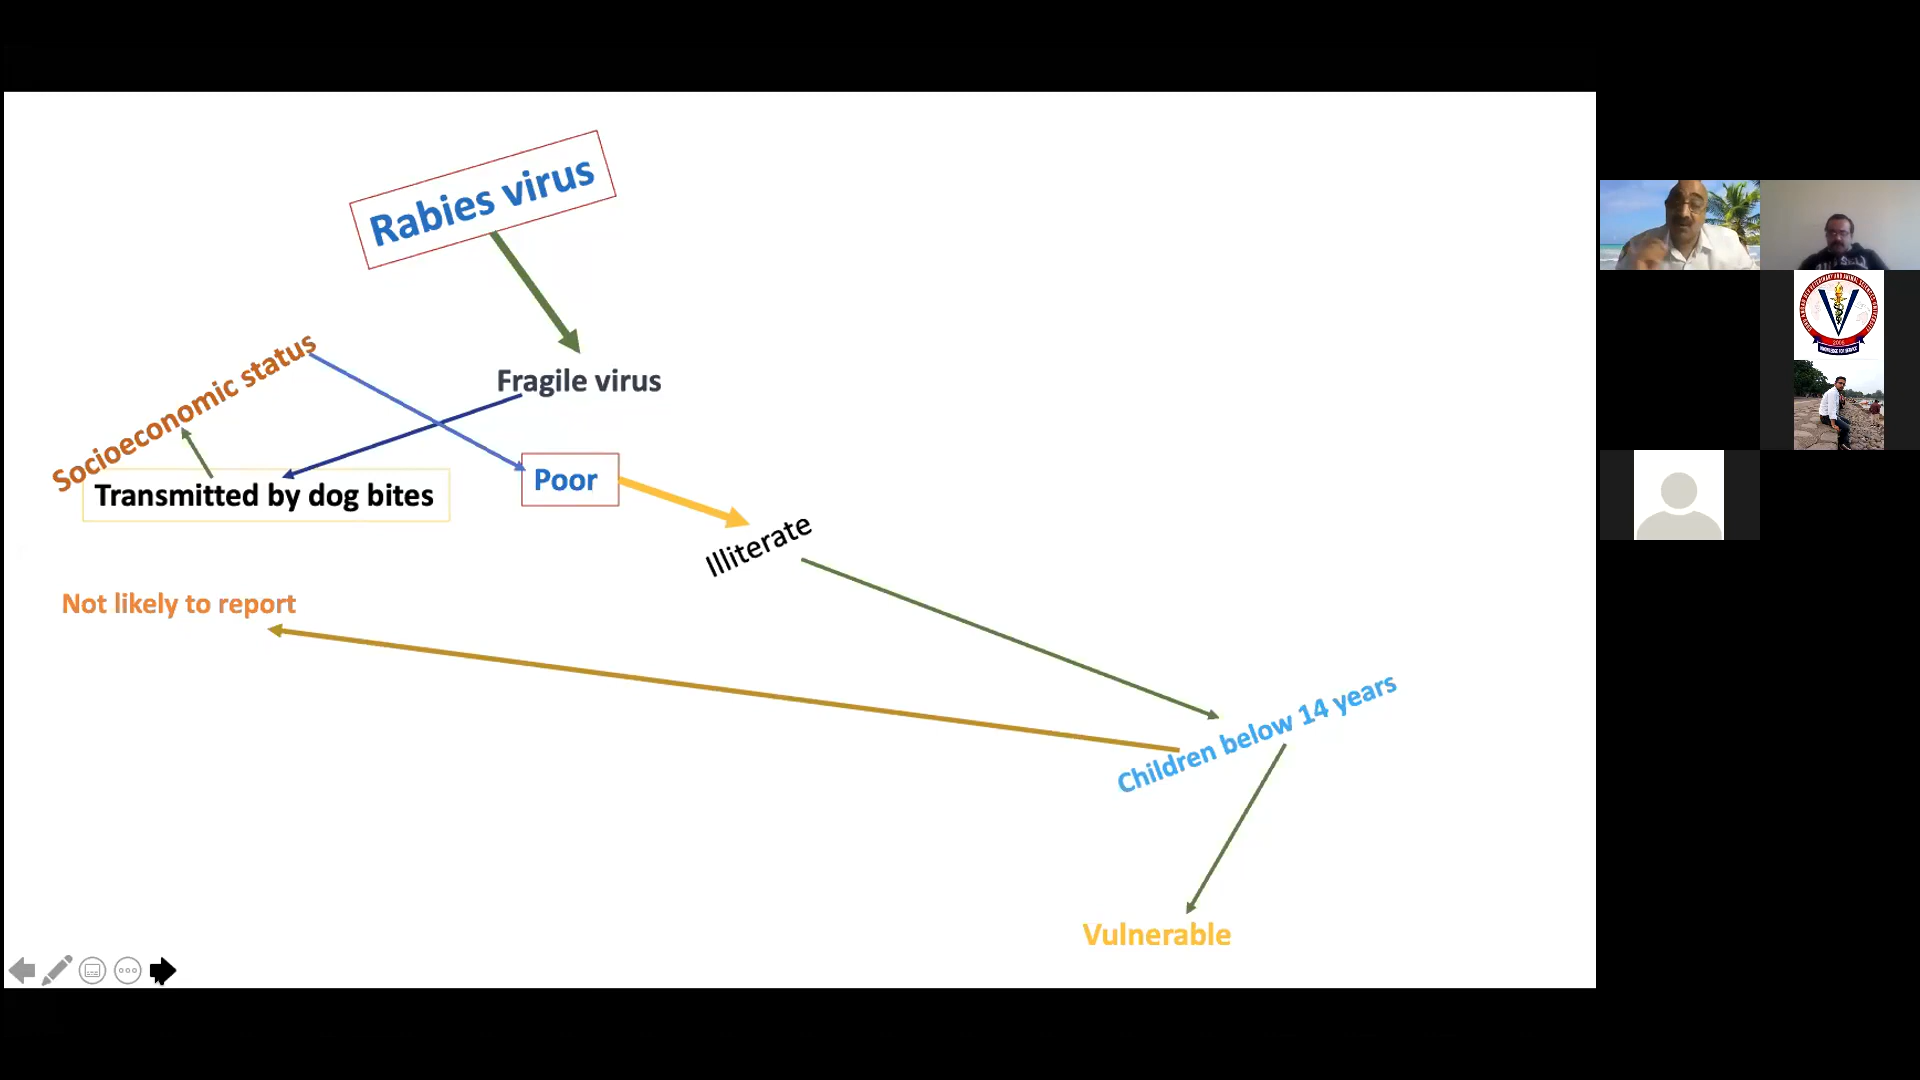 Rabies virus
Socioeconomic status
Fragile virus
Transmitted by dog bites
Poor
Illiterate
Not likely to report
Children below 14 years
Vulnerable